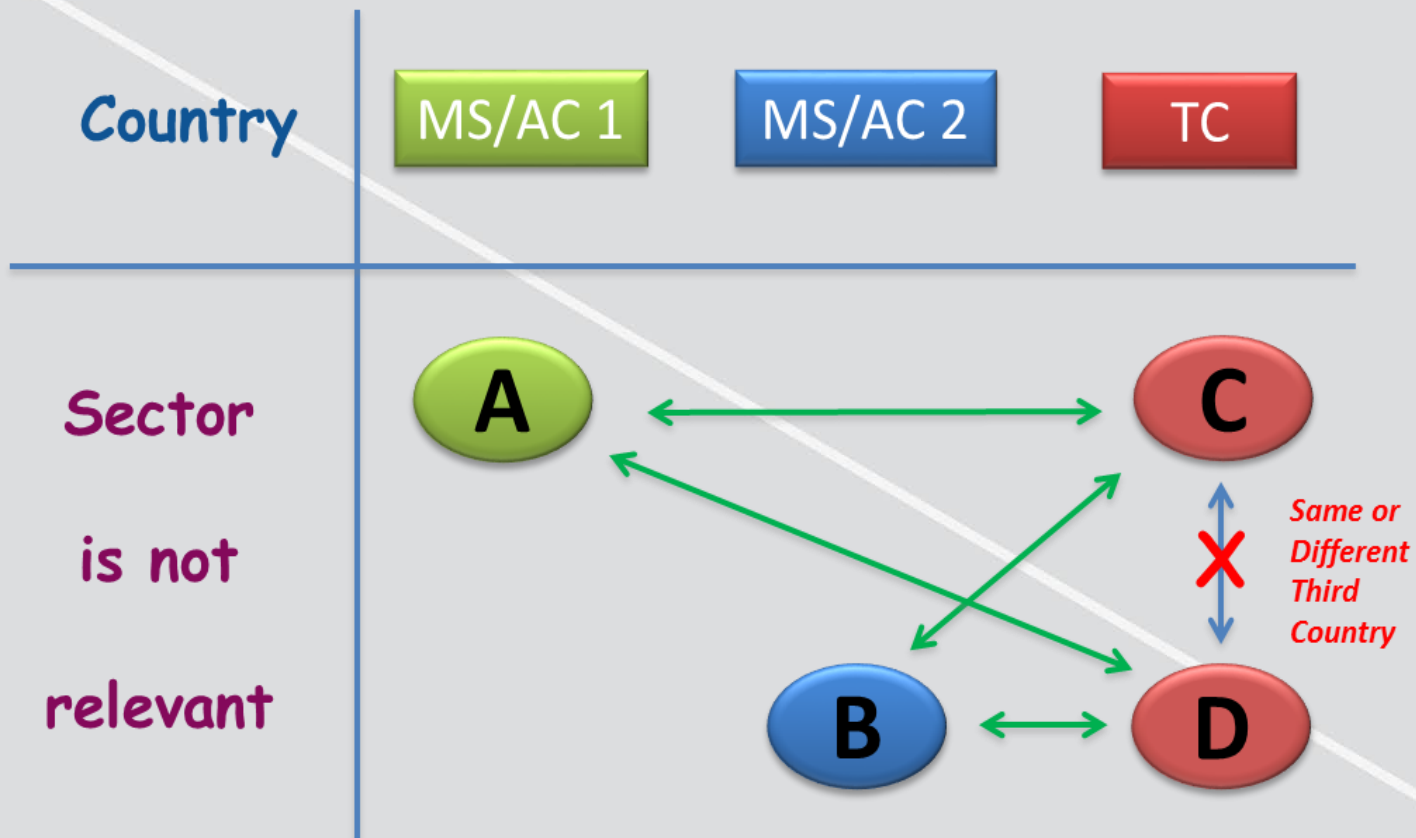 Country
MS/AC 1
MS/AC 2
TC
Sector
is not
relevant
A
C
Same or
Different
Third
Country
B
D